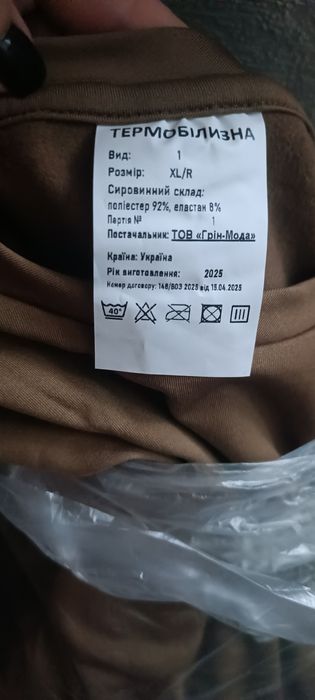 ТЕРМОБІЛИЗНА
Вид: 1
Розмір: XL/R
Сировинний склад:
поліестер 92%, еластан 8%
Партія № 1
Постачальник: ТОВ «Грін-Мода»
Країна: Україна
Рік виготовлення: 2025
Номер договору: 148/ВОЗ 2025 від 15.04.2025
40°